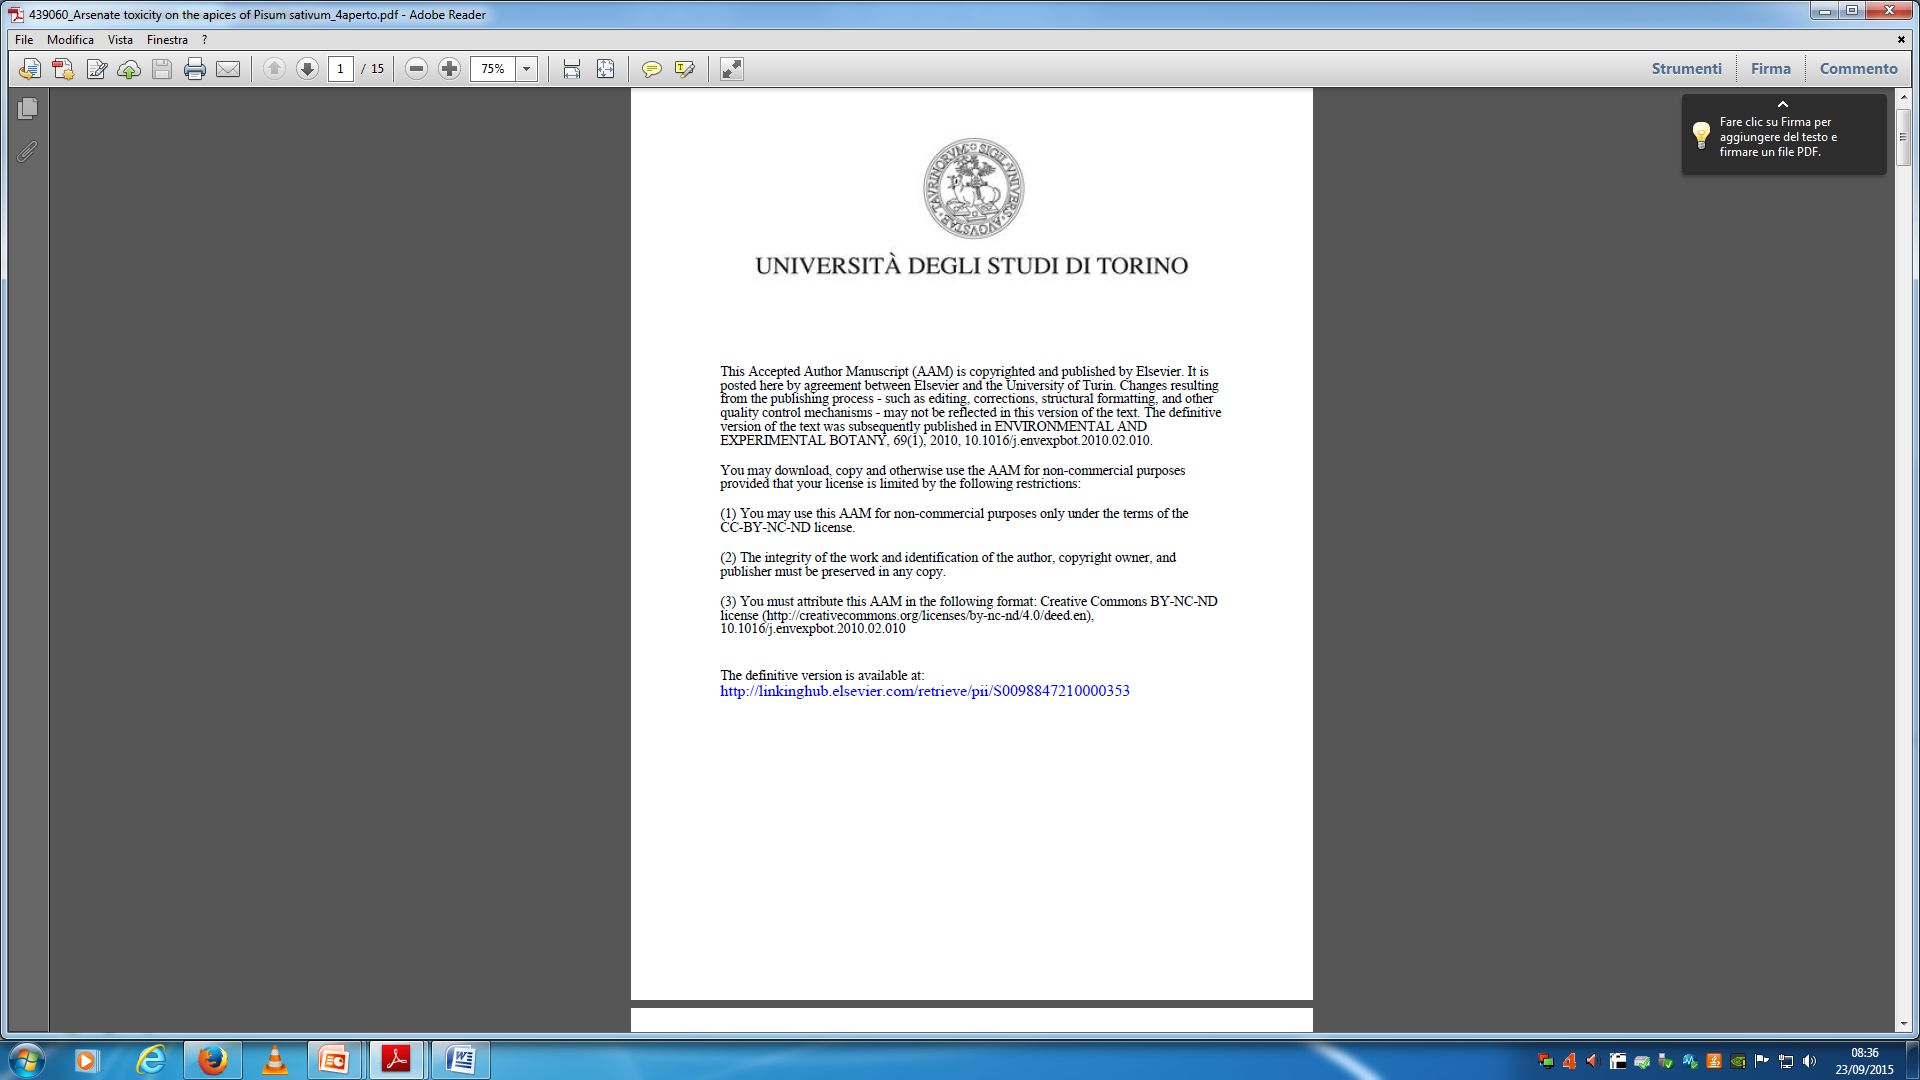 439060_Arsenate toxicity on the apices of Pisum sativum_4aperto.pdf - Adobe Reader
File Modifica Vista Finestra ?
1 / 15 75% Strumenti Firma Commento
Fare clic su Firma per
aggiungere del testo e
firmare un file PDF.
UNIVERSITÀ DEGLI STUDI DI TORINO
This Accepted Author Manuscript (AAM) is copyrighted and published by Elsevier. It is
posted here by agreement between Elsevier and the University of Turin. Changes resulting
from the publishing process - such as editing, corrections, structural formatting, and other
quality control mechanisms - may not be reflected in this version of the text. The definitive
version of the text was subsequently published in ENVIRONMENTAL AND
EXPERIMENTAL BOTANY, 69(1), 2010, 10.1016/j.envexpbot.2010.02.010.
You may download, copy and otherwise use the AAM for non-commercial purposes
provided that your license is limited by the following restrictions:
(1) You may use this AAM for non-commercial purposes only under the terms of the
CC-BY-NC-ND license.
(2) The integrity of the work and identification of the author, copyright owner, and
publisher must be preserved in any copy.
(3) You must attribute this AAM in the following format: Creative Commons BY-NC-ND
license (http://creativecommons.org/licenses/by-nc-nd/4.0/deed.en),
10.1016/j.envexpbot.2010.02.010
The definitive version is available at:
http://linkinghub.elsevier.com/retrieve/pii/S0098847210000353
08:36
23/09/2015